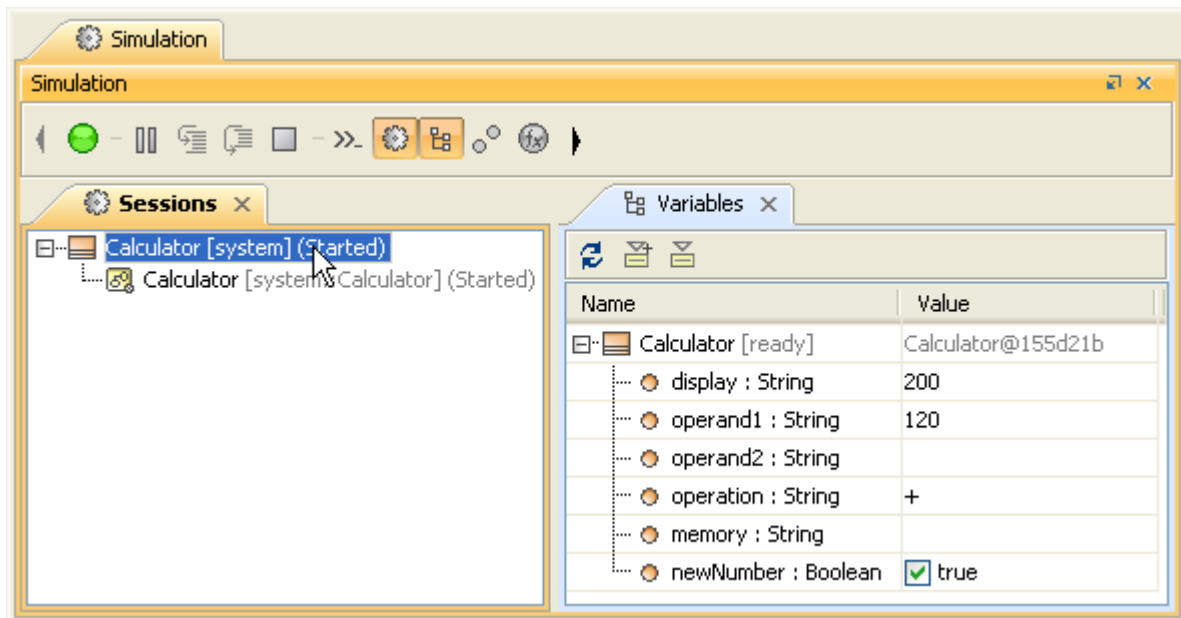 Simulation
Simulation
Sessions
Variables
Calculator [system] (Started)
Calculator [system Calculator] (Started)
Name Value
Calculator [ready] Calculator@155d21b
display : String 200
operand1 : String 120
operand2 : String
operation : String +
memory : String
newNumber : Boolean true